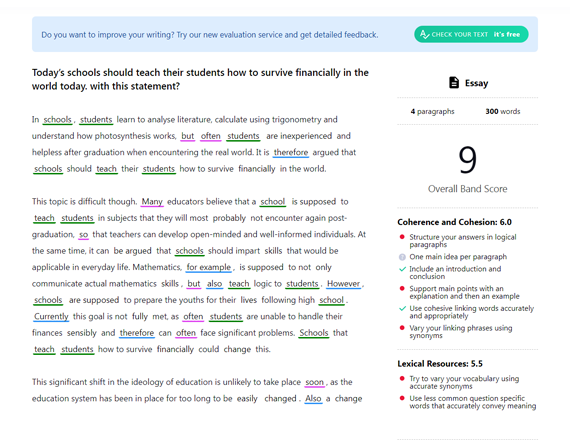 Do you want to improve your writing? Try our new evaluation service and get detailed feedback.
CHECK YOUR TEXT it's free
Today's schools should teach their students how to survive financially in the
world today. with this statement?
In schools, students learn to analyse literature, calculate using trigonometry and
understand how photosynthesis works, but often students are inexperienced and
helpless after graduation when encountering the real world. It is therefore argued that
schools should teach their students how to survive financially in the world.
This topic is difficult though. Many educators believe that a school is supposed to
teach students in subjects that they will most probably not encounter again post-
graduation, so that teachers can develop open-minded and well-informed individuals. At
the same time, it can be argued that schools should impart skills that would be
applicable in everyday life. Mathematics, for example, is supposed to not only
communicate actual mathematics skills, but also teach logic to students. However,
schools are supposed to prepare the youths for their lives following high school.
Currently this goal is not fully met, as often students are unable to handle their
finances sensibly and therefore can often face significant problems. Schools that
teach students how to survive financially could change this.
This significant shift in the ideology of education is unlikely to take place soon, as the
education system has been in place for too long to be easily changed. Also a change
Essay
4 paragraphs 300 words
9
Overall Band Score
Coherence and Cohesion: 6.0
Structure your answers in logical
paragraphs
? One main idea per paragraph
Include an introduction and
conclusion
Support main points with an
explanation and then an example
Use cohesive linking words accurately
and appropriately
Vary your linking phrases using
synonyms
Lexical Resources: 5.5
Try to vary your vocabulary using
accurate synonyms
Use less common question specific
words that accurately convey meaning